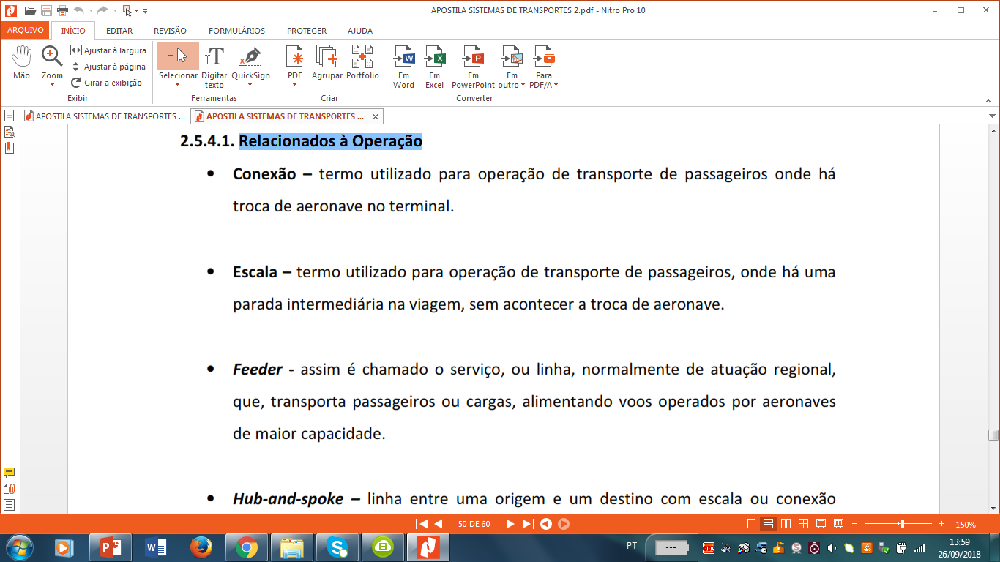 APOSTILA SISTEMAS DE TRANSPORTES 2.pdf - Nitro Pro 10
ARQUIVO INÍCIO EDITAR REVISÃO FORMULÁRIOS PROTEGER AJUDA
Mão
Zoom
Ajustar à largura
Ajustar à página
Girar a exibição
Exibir
Selecionar
Digitar
texto
QuickSign
Ferramentas
PDF
Agrupar
Portfólio
Criar
Em
Word
Em
Excel
Em
PowerPoint
Em
outro
Para
PDF/A
Converter
APOSTILA SISTEMAS DE TRANSPORTES ...
APOSTILA SISTEMAS DE TRANSPORTES ...
2.5.4.1. Relacionados à Operação
• Conexão – termo utilizado para operação de transporte de passageiros onde há
troca de aeronave no terminal.
• Escala – termo utilizado para operação de transporte de passageiros, onde há uma
parada intermediária na viagem, sem acontecer a troca de aeronave.
• Feeder - assim é chamado o serviço, ou linha, normalmente de atuação regional,
que, transporta passageiros ou cargas, alimentando voos operados por aeronaves
de maior capacidade.
• Hub-and-spoke – linha entre uma origem e um destino com escala ou conexão
50 DE 60
150%
PT
13:59
26/09/2018